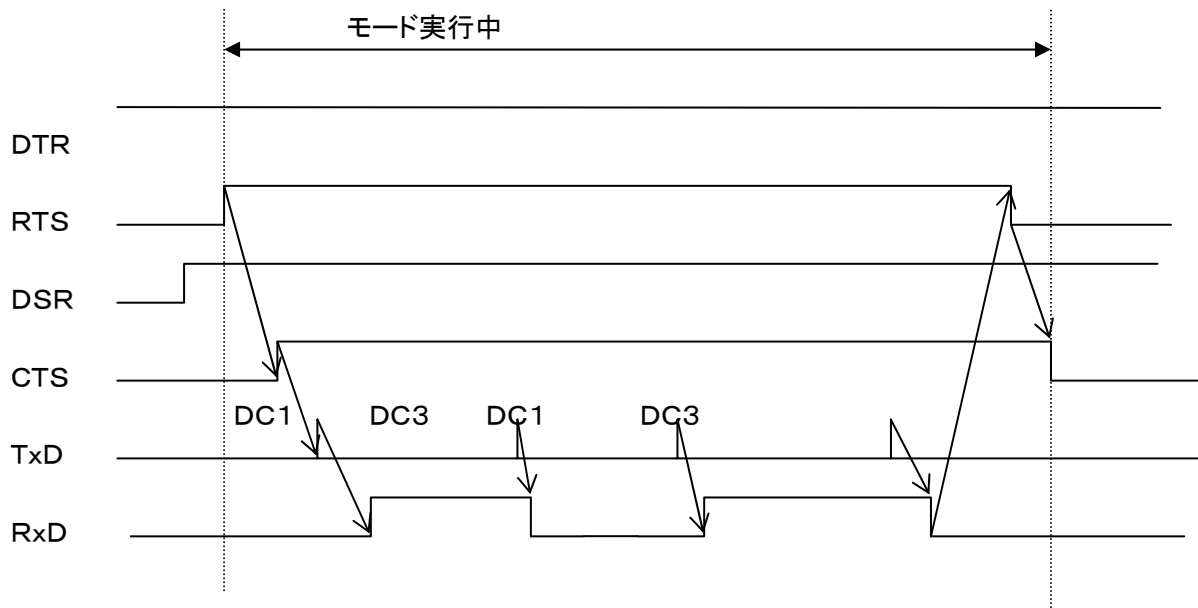 モード実行中
DTR
RTS
DSR
CTS
DC1 DC3 DC1 DC3
TxD
RxD